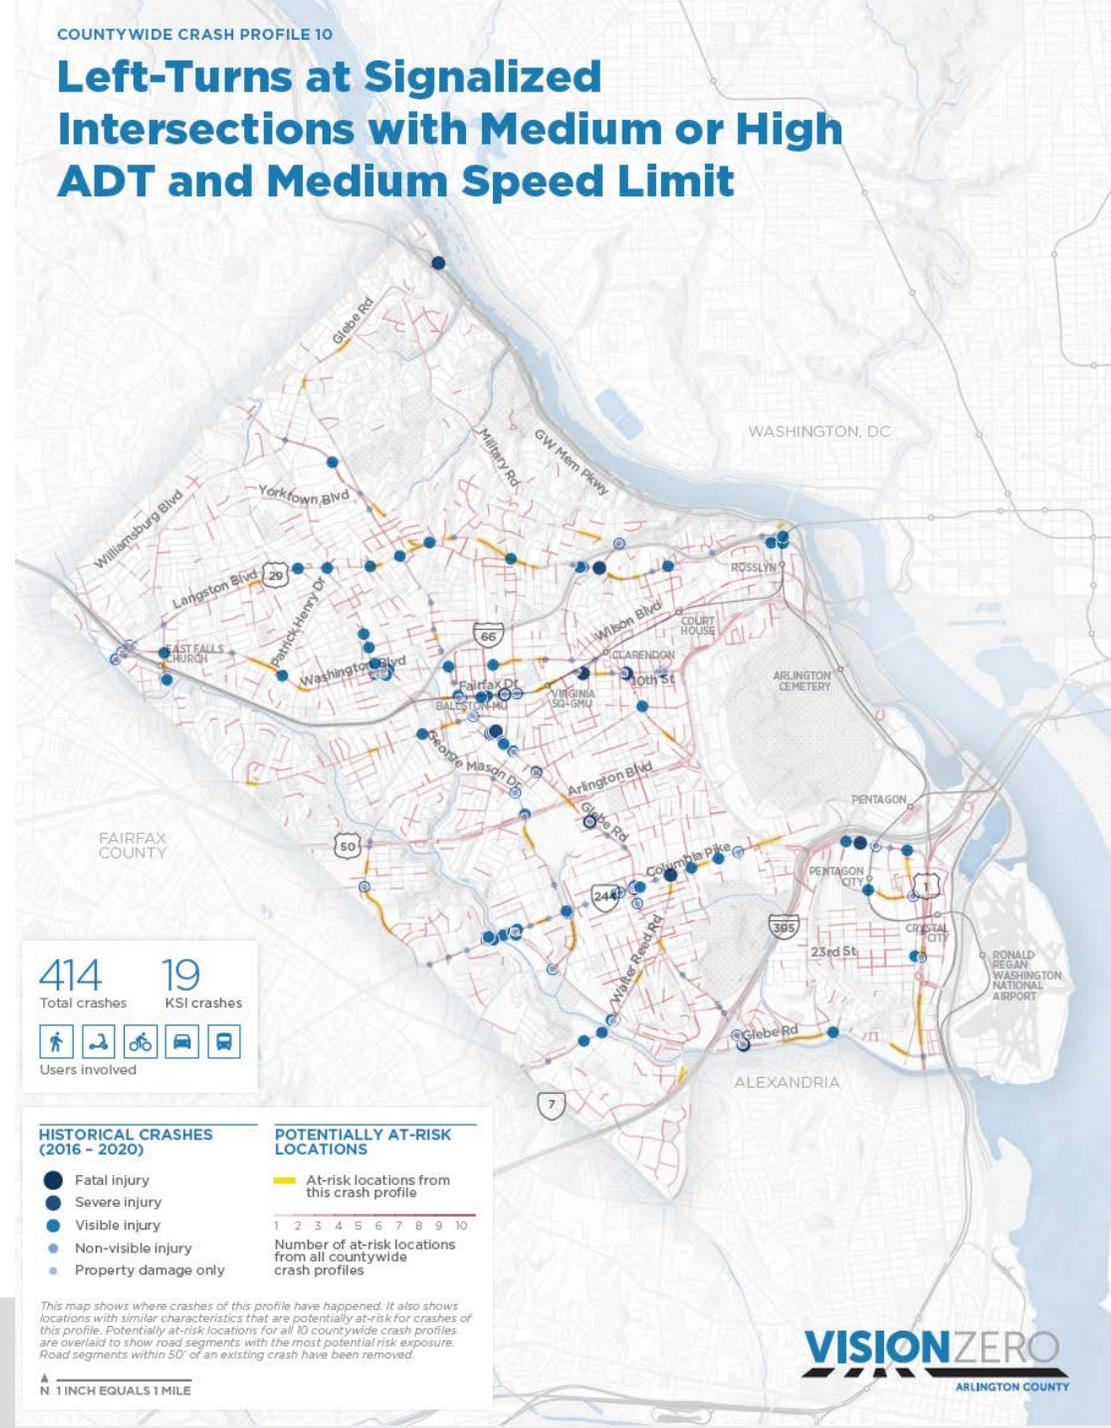 COUNTYWIDE CRASH PROFILE 10
Left-Turns at Signalized
Intersections with Medium or High
ADT and Medium Speed Limit
Glebe Rd
WASHINGTON, DC
Military Rd
GW Mem Pkwy
Yorktown Blvd
Williamsburg Blvd
ROSSLYN
Langston Blvd
29
Patrick Henry Dr
Wilson Blvd
COURT
HOUSE
66
EAST FALLS
CHURCH
Washington Blvd
CLARENDON
10th St
ARLINGTON
CEMETERY
Fairfax Dr
VIRGINIA
SQ-GMU
BALLSTON-MU
George Mason Dr
Arlington Blvd
PENTAGON
Glebe Rd
FAIRFAX
COUNTY
50
Columbia Pike
PENTAGON
CITY
1
244
CRYSTAL
CITY
395
Walter Reed Rd
23rd St
RONALD
REGAN
WASHINGTON
NATIONAL
AIRPORT
Glebe Rd
ALEXANDRIA
7
414
Total crashes
19
KSI crashes
Users involved
HISTORICAL CRASHES
(2016 – 2020)
Fatal injury
Severe injury
Visible injury
Non-visible injury
Property damage only
POTENTIALLY AT-RISK
LOCATIONS
At-risk locations from
this crash profile
1 2 3 4 5 6 7 8 9 10
Number of at-risk locations
from all countywide
crash profiles
This map shows where crashes of this profile have happened. It also shows
locations with similar characteristics that are potentially at-risk for crashes of
this profile. Potentially at-risk locations for all 10 countywide crash profiles
are overlaid to show road segments with the most potential risk exposure.
Road segments within 50' of an existing crash have been removed.
N 1 INCH EQUALS 1 MILE
VISIONZERO
ARLINGTON COUNTY